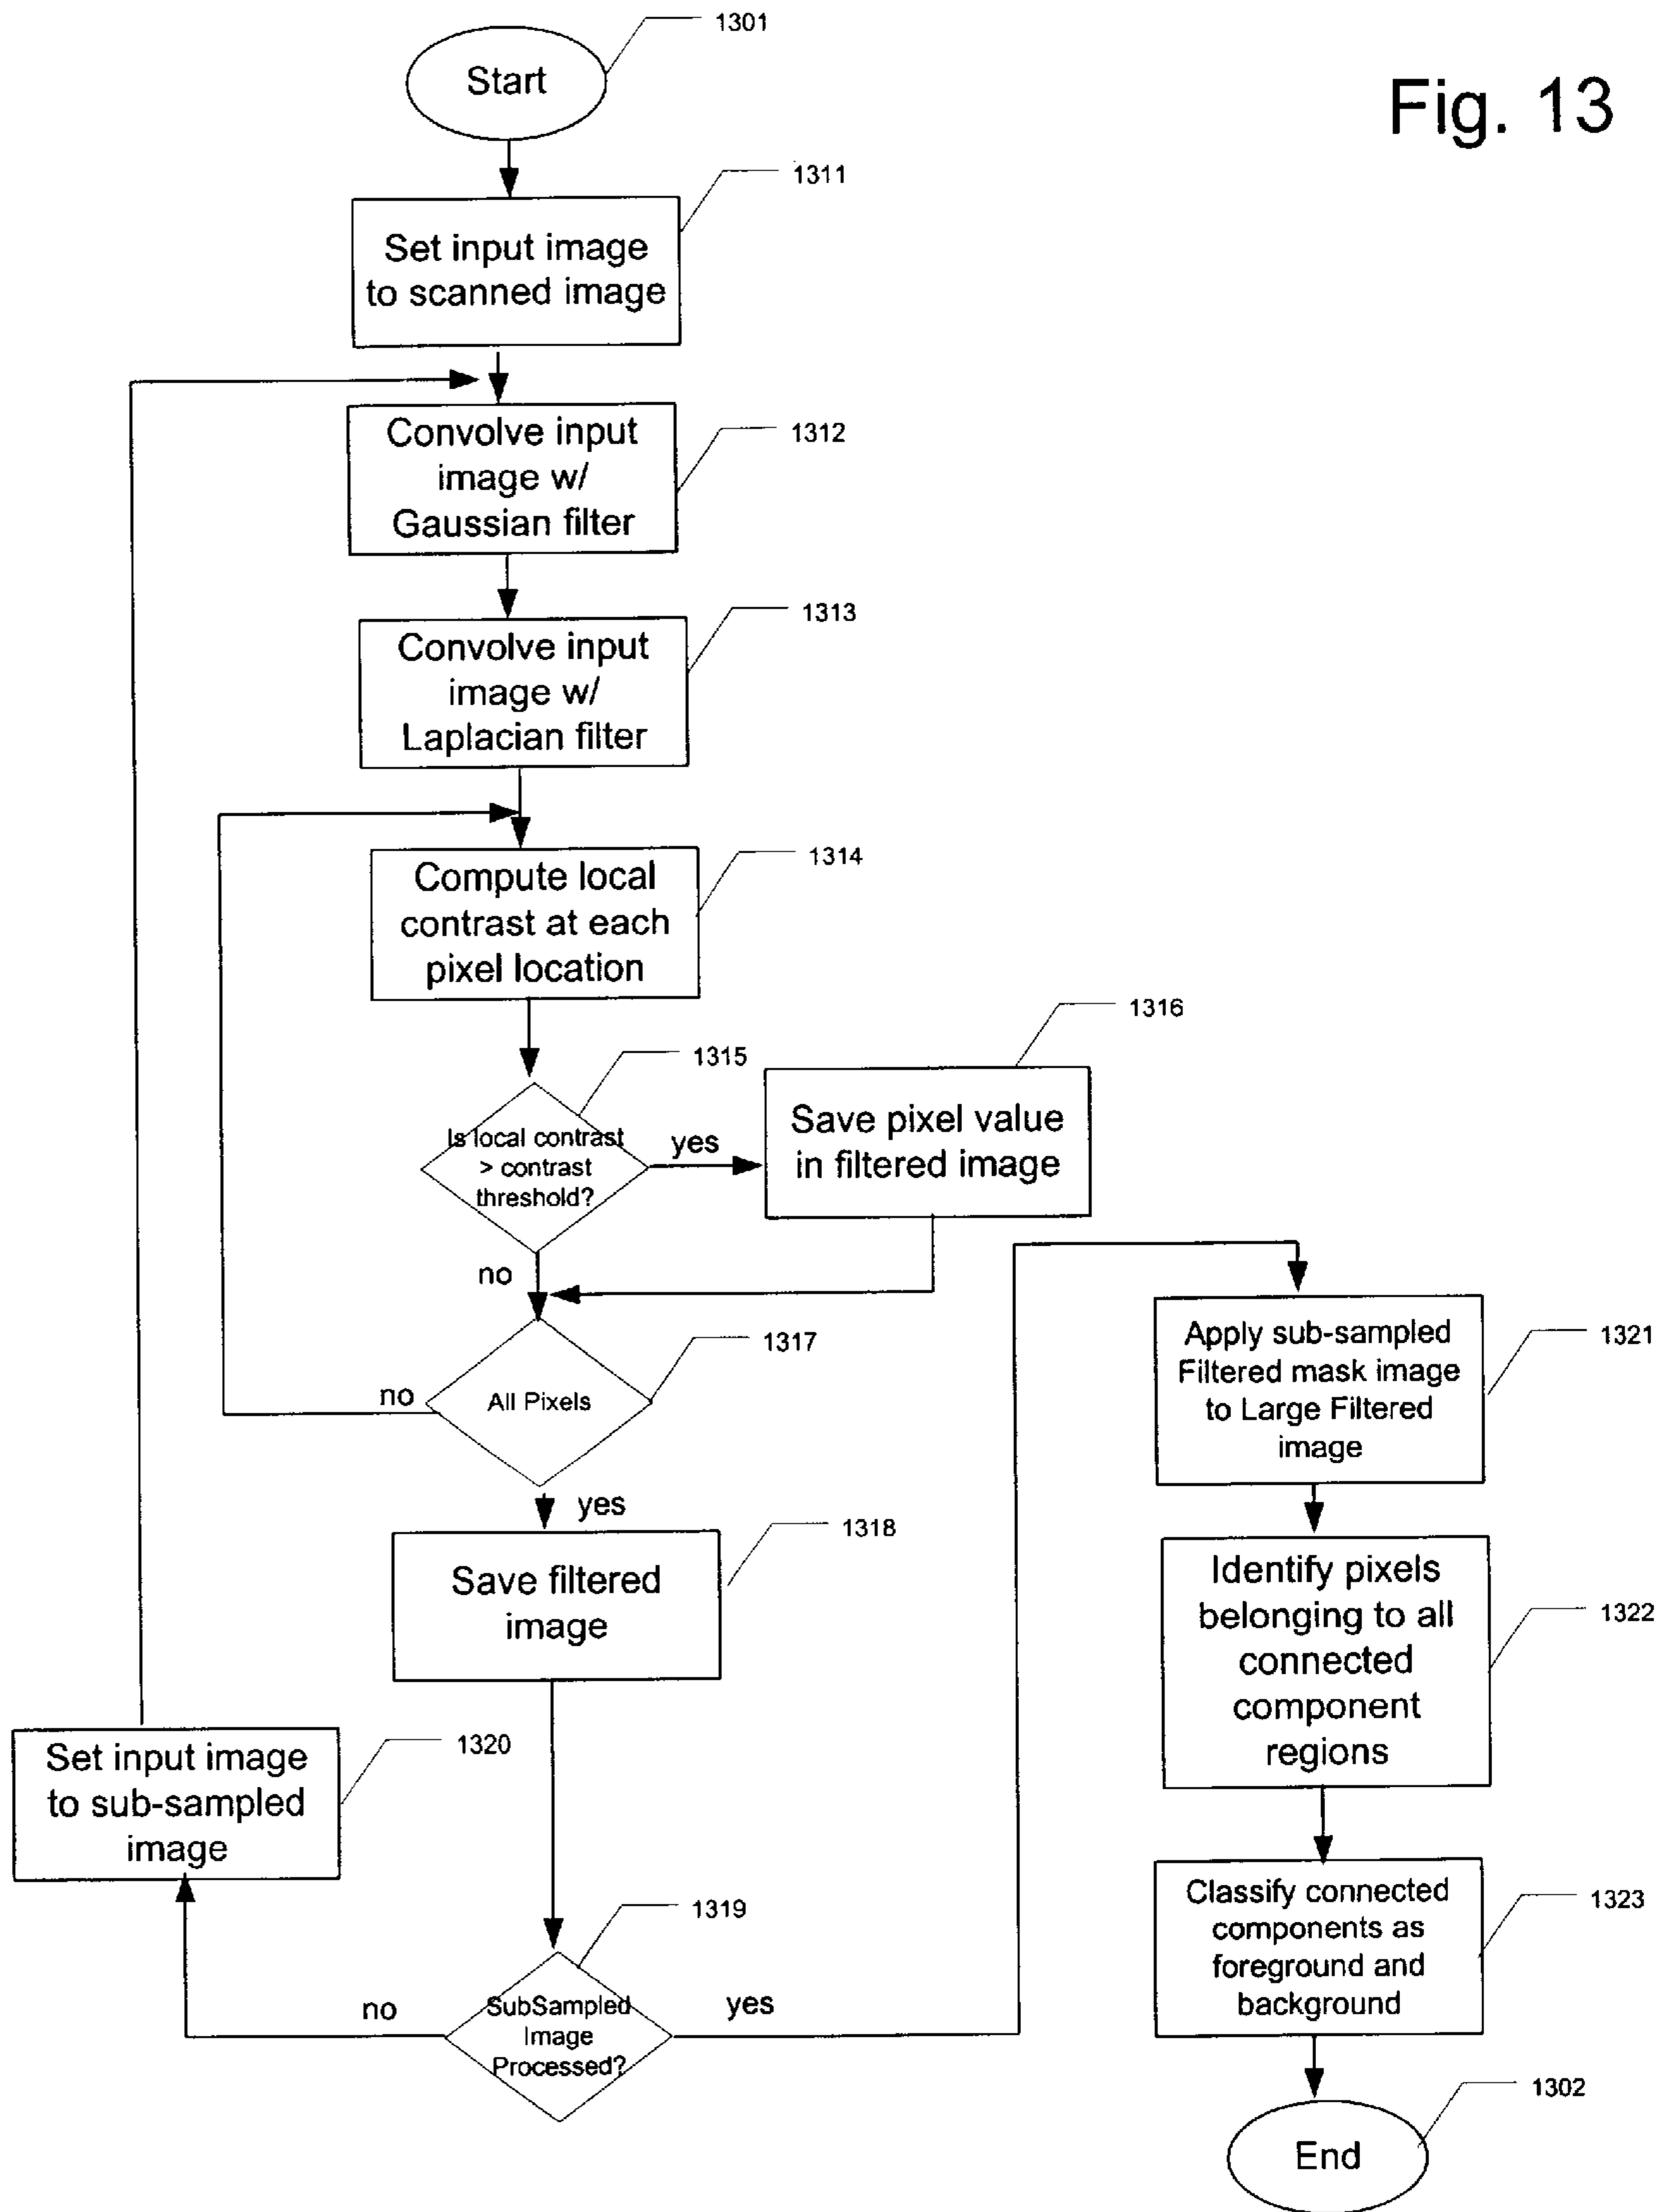 Fig. 13
Start
1301
Set input image
to scanned image
1311
Convolve input
image w/
Gaussian filter
1312
Convolve input
image w/
Laplacian filter
1313
Compute local
contrast at each
pixel location
1314
Is local contrast
> contrast
threshold?
1315
yes
no
Save pixel value
in filtered image
1316
All Pixels
1317
no
yes
Save filtered
image
1318
SubSampled
Image
Processed?
1319
no
yes
Set input image
to sub-sampled
image
1320
Apply sub-sampled
Filtered mask image
to Large Filtered
image
1321
Identify pixels
belonging to all
connected
component
regions
1322
Classify connected
components as
foreground and
background
1323
End
1302